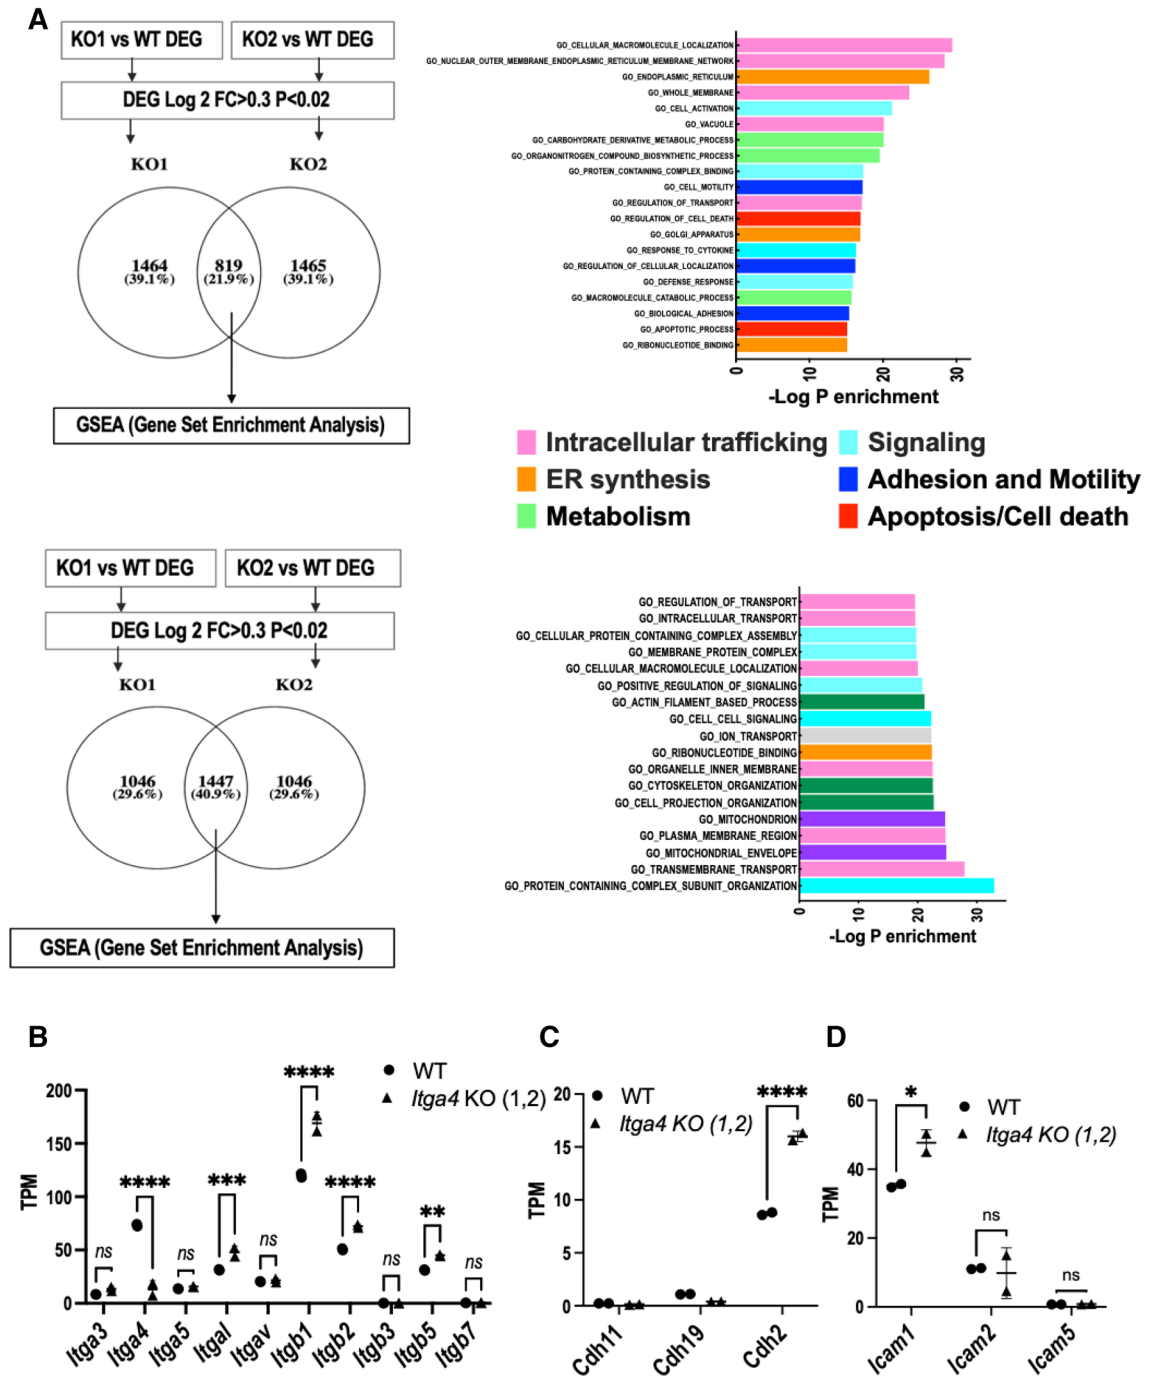 A
KO1 vs WT DEG
KO2 vs WT DEG
DEG Log 2 FC>0.3 P<0.02
KO1
KO2
1464
(39.1%)
819
(21.9%)
1465
(39.1%)
GSEA (Gene Set Enrichment Analysis)
GO_CELLULAR_MACROMOLECULE_LOCALIZATION
GO_NUCLEAR_OUTER_MEMBRANE_ENDOPLASMIC_RETICULUM_MEMBRANE_NETWORK
GO_ENDOPLASMIC_RETICULUM
GO_WHOLE_MEMBRANE
GO_CELL_ACTIVATION
GO_VACUOLE
GO_CARBOHYDRATE_DERIVATIVE_METABOLIC_PROCESS
GO_ORGANONITROGEN_COMPOUND_BIOSYNTHETIC_PROCESS
GO_PROTEIN_CONTAINING_COMPLEX_BINDING
GO_CELL_MOTILITY
GO_REGULATION_OF_TRANSPORT
GO_REGULATION_OF_CELL_DEATH
GO_GOLGI_APPARATUS
GO_RESPONSE_TO_CYTOKINE
GO_REGULATION_OF_CELLULAR_LOCALIZATION
GO_DEFENSE_RESPONSE
GO_MACROMOLECULE_CATABOLIC_PROCESS
GO_BIOLOGICAL_ADHESION
GO_APOPTOTIC_PROCESS
GO_RIBONUCLEOTIDE_BINDING
0 10 20 30
-Log P enrichment
Intracellular trafficking
Signaling
ER synthesis
Adhesion and Motility
Metabolism
Apoptosis/Cell death
KO1 vs WT DEG
KO2 vs WT DEG
DEG Log 2 FC>0.3 P<0.02
KO1
KO2
1046
(29.6%)
1447
(40.9%)
1046
(29.6%)
GSEA (Gene Set Enrichment Analysis)
GO_REGULATION_OF_TRANSPORT
GO_INTRACELLULAR_TRANSPORT
GO_CELLULAR_PROTEIN_CONTAINING_COMPLEX_ASSEMBLY
GO_MEMBRANE_PROTEIN_COMPLEX
GO_CELLULAR_MACROMOLECULE_LOCALIZATION
GO_POSITIVE_REGULATION_OF_SIGNALING
GO_ACTIN_FILAMENT_BASED_PROCESS
GO_CELL_CELL_SIGNALING
GO_ION_TRANSPORT
GO_RIBONUCLEOTIDE_BINDING
GO_ORGANELLE_INNER_MEMBRANE
GO_CYTOSKELETON_ORGANIZATION
GO_CELL_PROJECTION_ORGANIZATION
GO_MITOCHONDRION
GO_PLASMA_MEMBRANE_REGION
GO_MITOCHONDRIAL_ENVELOPE
GO_TRANSMEMBRANE_TRANSPORT
GO_PROTEIN_CONTAINING_COMPLEX_SUBUNIT_ORGANIZATION
0 10 20 30
-Log P enrichment
B
TPM
200
150
100
50
0
WT
Itga4 KO (1,2)
ns
****
ns
***
ns
****
****
ns
**
ns
Itga3
Itga4
Itga5
Itgal
Itgav
Itgb1
Itgb2
Itgb3
Itgb5
Itgb7
C
TPM
20
15
10
5
0
WT
Itga4 KO (1,2)
****
Cdh11
Cdh19
Cdh2
D
TPM
60
40
20
0
WT
Itga4 KO (1,2)
*
ns
ns
Icam1
Icam2
Icam5